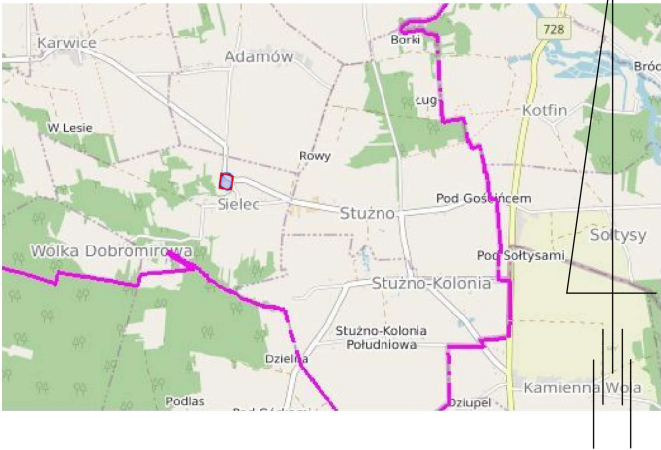 Borki
728
Karwice
Adamów
Bród
Ług
Kotfin
W Lesie
Rowy
Pod Gościńcem
Sielec
Stużno
Sołtysy
Wólka Dobromirowa
Pod Sołtysami
Stużno-Kolonia
Stużno-Kolonia
Południowa
Dzielna
Kamienna Wola
Podlas
Dziupel